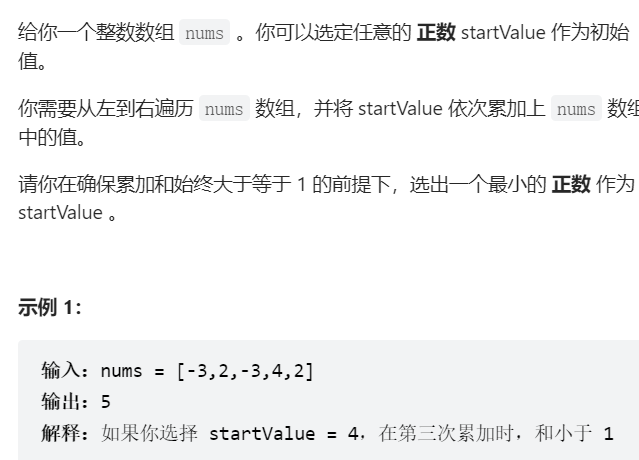 给你一个整数数组 nums 。你可以选定任意的 正数 startValue 作为初始
值。
你需要从左到右遍历 nums 数组，并将 startValue 依次累加上 nums 数组
中的值。
请你在确保累加和始终大于等于 1 的前提下，选出一个最小的 正数 作为
startValue 。
示例 1：
输入：nums = [-3,2,-3,4,2]
输出：5
解释：如果你选择 startValue = 4，在第三次累加时，和小于 1